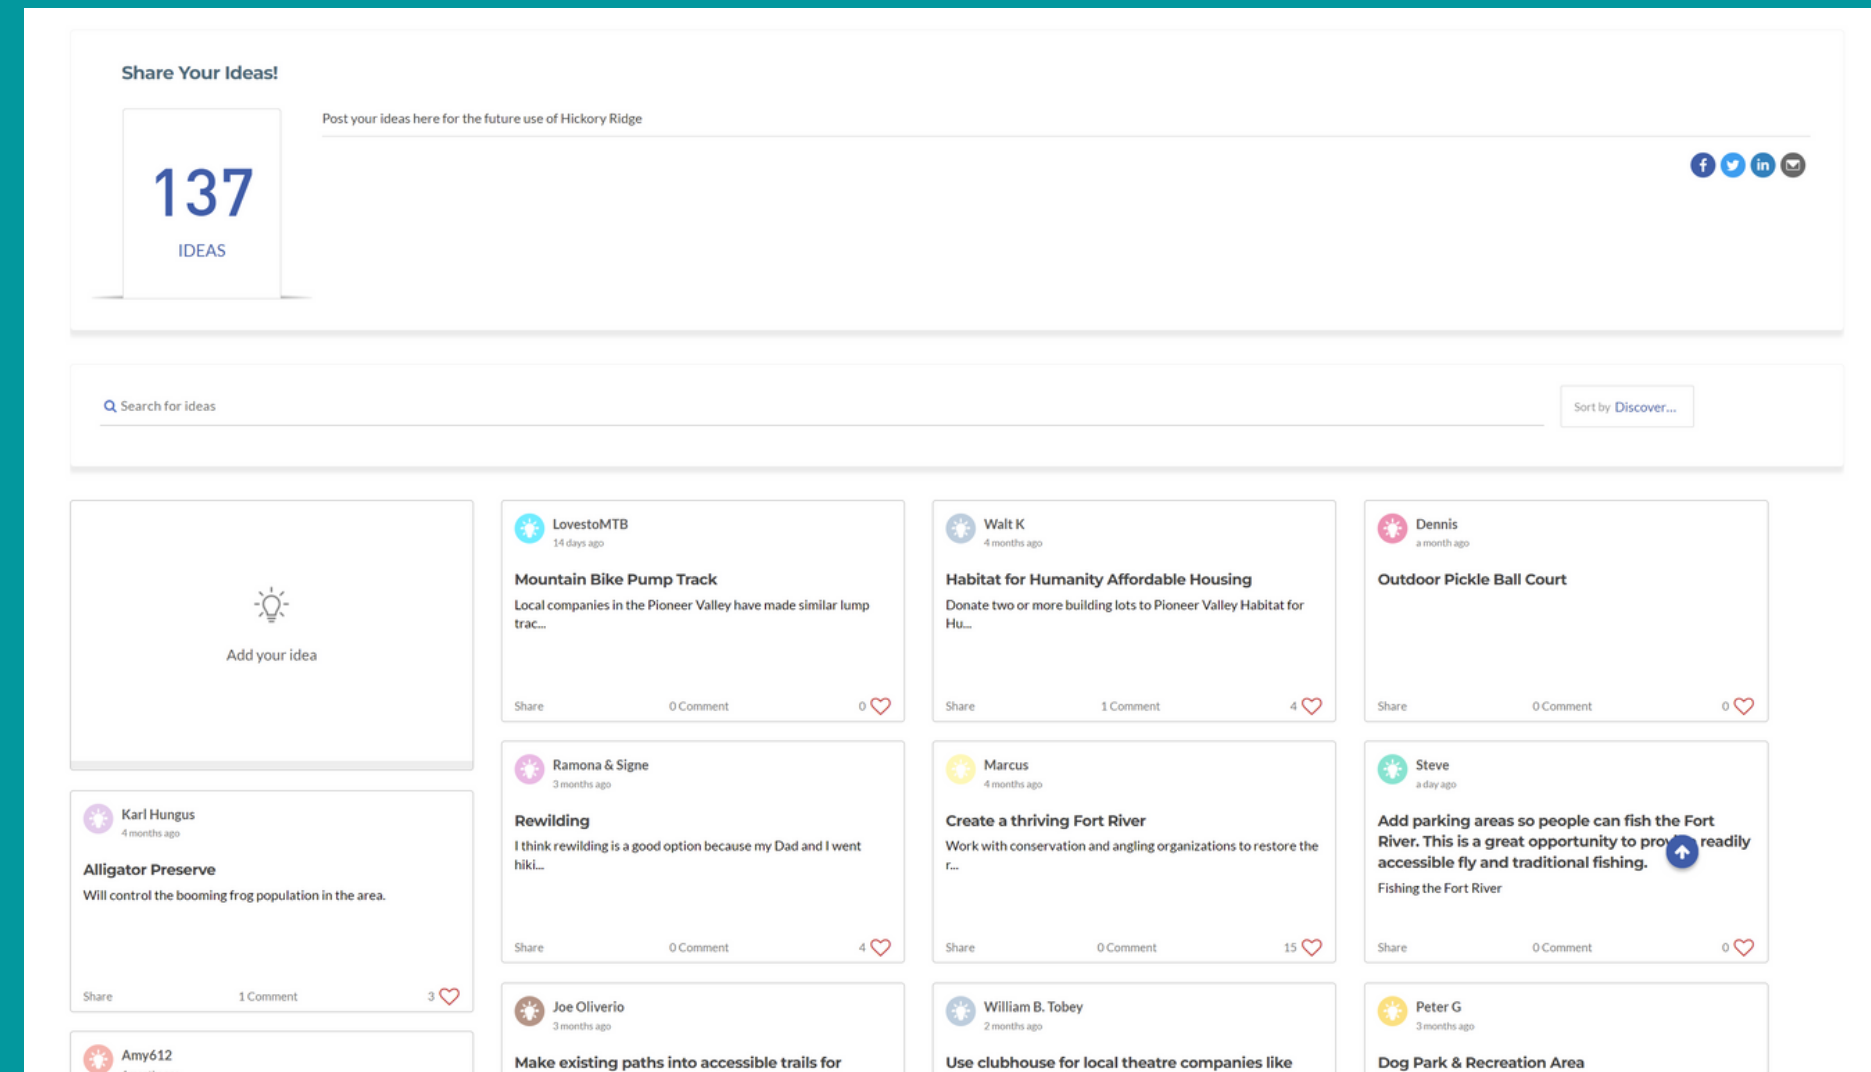 Share Your Ideas!
137
IDEAS
Post your ideas here for the future use of Hickory Ridge
Search for ideas
Sort by Discover...
Add your idea
Karl Hungus
4 months ago
Alligator Preserve
Will control the booming frog population in the area.
Share 1 Comment 3
Amy612
LovestoMTB
14 days ago
Mountain Bike Pump Track
Local companies in the Pioneer Valley have made similar lump
trac...
Share 0 Comment 0
Ramona & Signe
3 months ago
Rewilding
I think rewilding is a good option because my Dad and I went
hiki...
Share 0 Comment 4
Joe Oliverio
3 months ago
Make existing paths into accessible trails for
Walt K
4 months ago
Habitat for Humanity Affordable Housing
Donate two or more building lots to Pioneer Valley Habitat for
Hu...
Share 1 Comment 4
Marcus
4 months ago
Create a thriving Fort River
Work with conservation and angling organizations to restore the
r...
Share 0 Comment 15
William B. Tobey
2 months ago
Use clubhouse for local theatre companies like
Dennis
a month ago
Outdoor Pickle Ball Court
Share 0 Comment 0
Steve
a day ago
Add parking areas so people can fish the Fort
River. This is a great opportunity to readily
accessible fly and traditional fishing.
Fishing the Fort River
Share 0 Comment 0
Peter G
3 months ago
Dog Park & Recreation Area